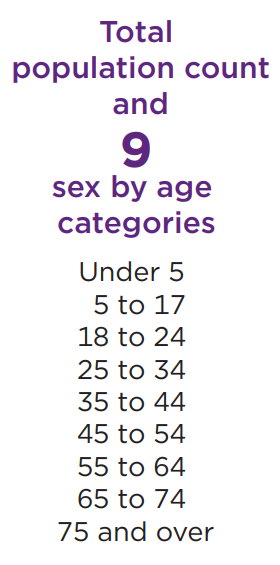 Total
population count
and
9
sex by age
categories
Under 5
5 to 17
18 to 24
25 to 34
35 to 44
45 to 54
55 to 64
65 to 74
75 and over